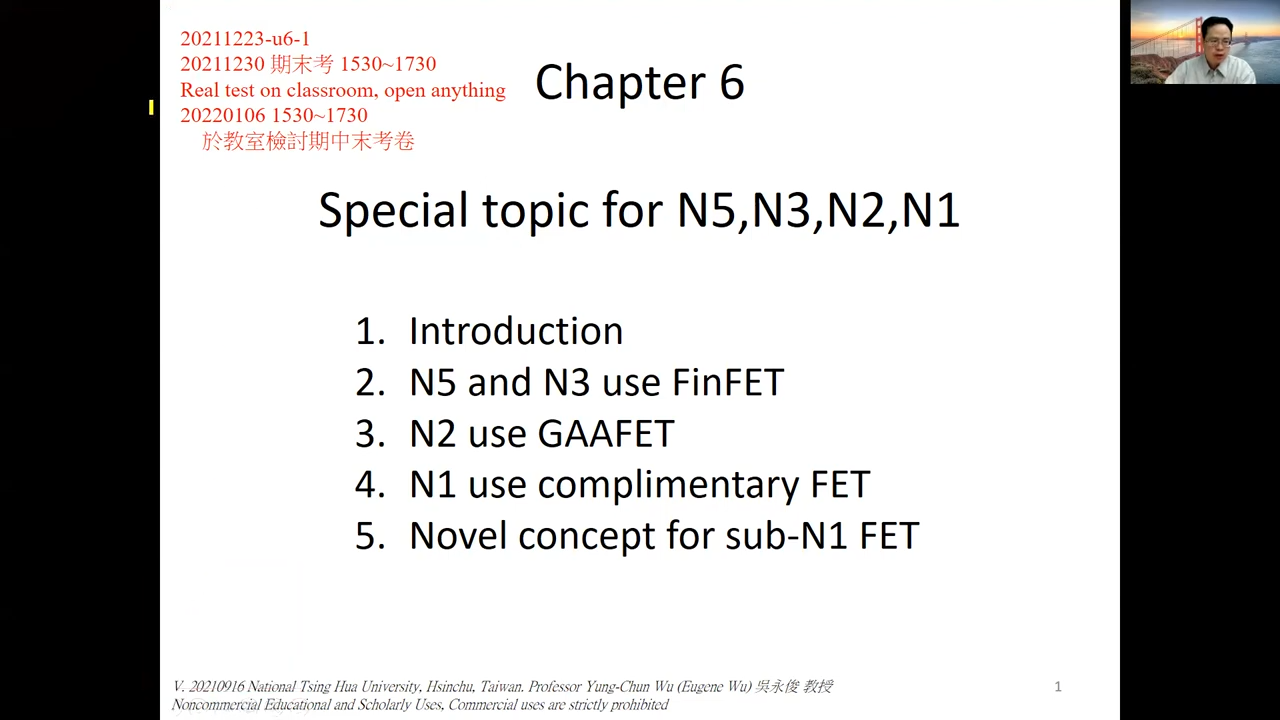 20211223-u6-1
20211230 期末考 1530~1730
Real test on classroom, open anything
20220106 1530~1730
於教室檢討期中末考卷
Chapter 6
Special topic for N5,N3,N2,N1
1. Introduction
2. N5 and N3 use FinFET
3. N2 use GAAFET
4. N1 use complimentary FET
5. Novel concept for sub-N1 FET
V. 20210916 National Tsing Hua University, Hsinchu, Taiwan. Professor Yung-Chun Wu (Eugene Wu) 吳永俊 教授
Noncommercial Educational and Scholarly Uses, Commercial uses are strictly prohibited
1